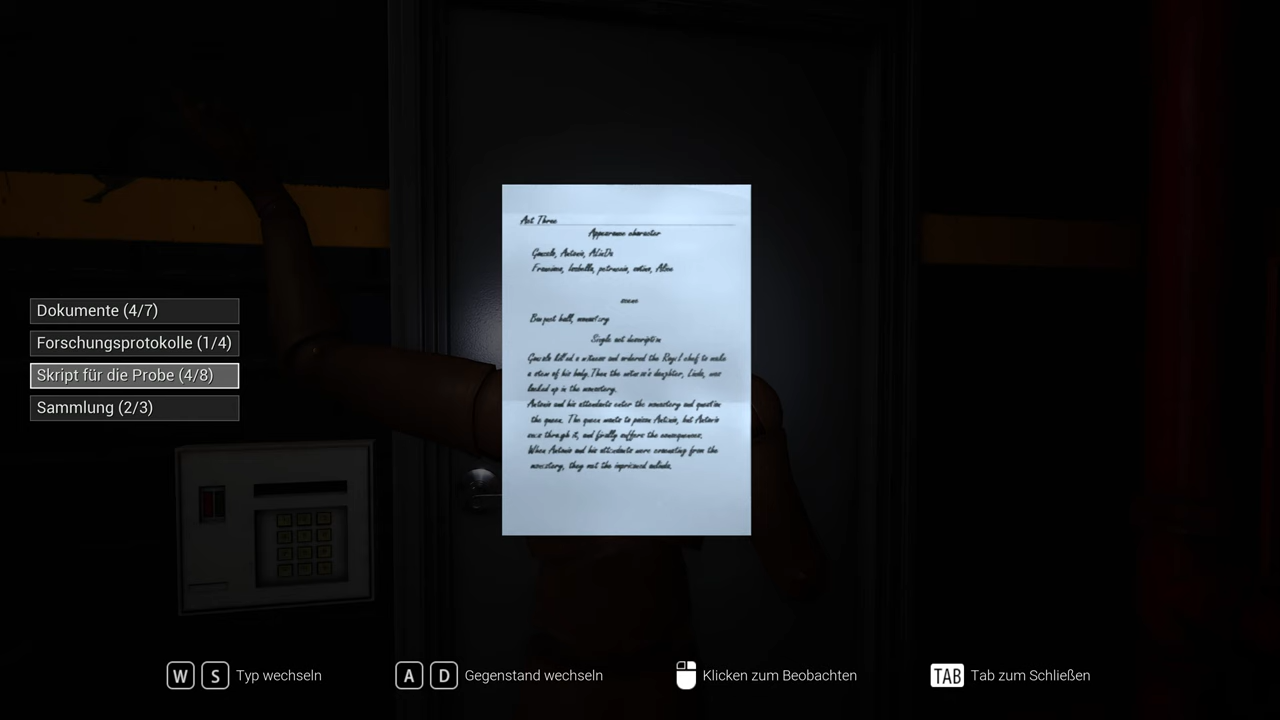 Act Three
Appearance character
Gonzalo, Antonio, ALinDa
Francisco, Isabella, petruccio, Alisa
scene
Banquet hall, monastery
Single act description
Gonzalo killed a witness and ordered the Royal chef to make
a stew of his body. Then the witness's daughter, Linda, was
locked up in the monastery.
Antonio and his attendants enter the monastery and question
the queen. The queen wants to poison Antonio, but Antonio
sees through it, and finally suffers the consequences.
When Antonio and his attendants were evacuating from the
monastery, they met the imprisoned
Dokumente (4/7)
Forschungsprotokolle (1/4)
Skript für die Probe (4/8)
Sammlung (2/3)
W S Typ wechseln
A D Gegenstand wechseln
Klicken zum Beobachten
TAB Tab zum Schließen